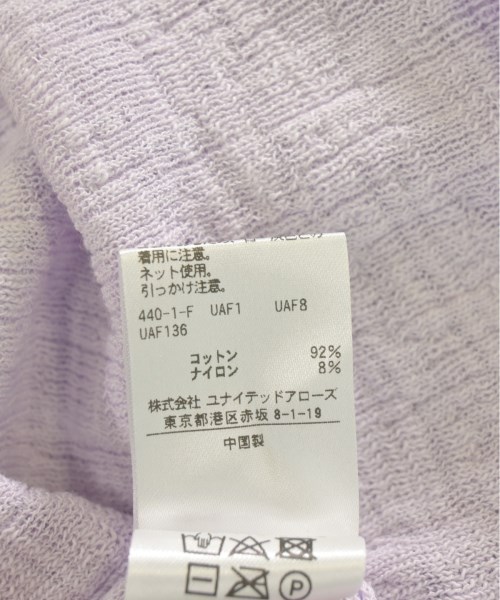 着用に注意。
ネット使用。
引っかけ注意。
440-1-F UAF1 UAF8
UAF136
コットン 92%
ナイロン 8%
株式会社 ユナイテッドアローズ
東京都港区赤坂 8-1-19
中国製
P